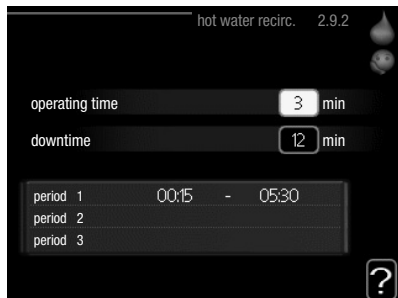 hot water recirc. 2.9.2
operating time 3 min
downtime 12 min
period 1 00:15 - 05:30
period 2
period 3
?